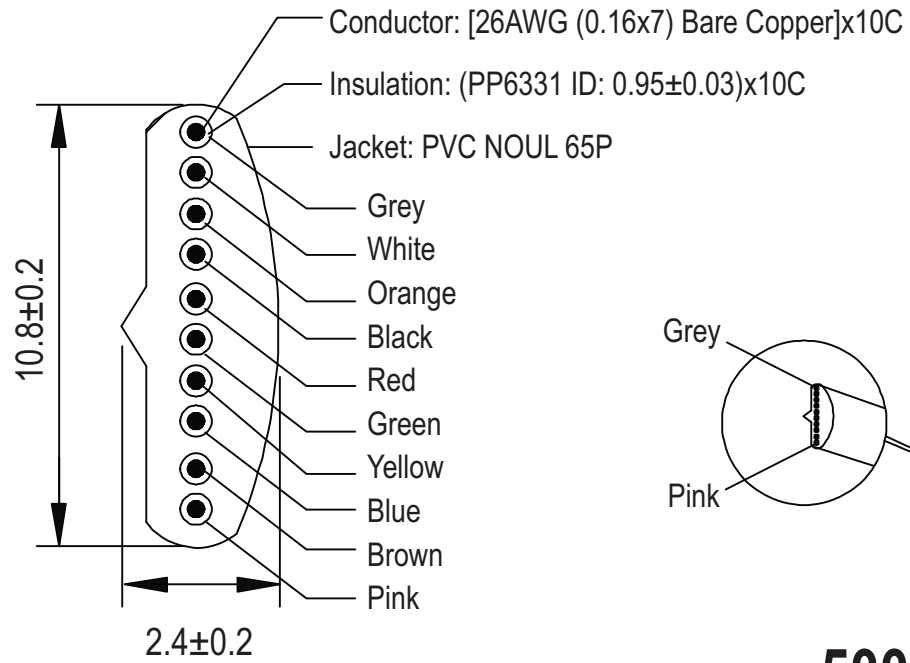 Conductor: [26AWG (0.16x7) Bare Copper]x10C
Insulation: (PP6331 ID: 0.95±0.03)x10C
Jacket: PVC NOUL 65P
Grey
White
Orange
Black
Red
Green
Yellow
Blue
Brown
Pink
10.8±0.2
2.4±0.2
Grey
Pink